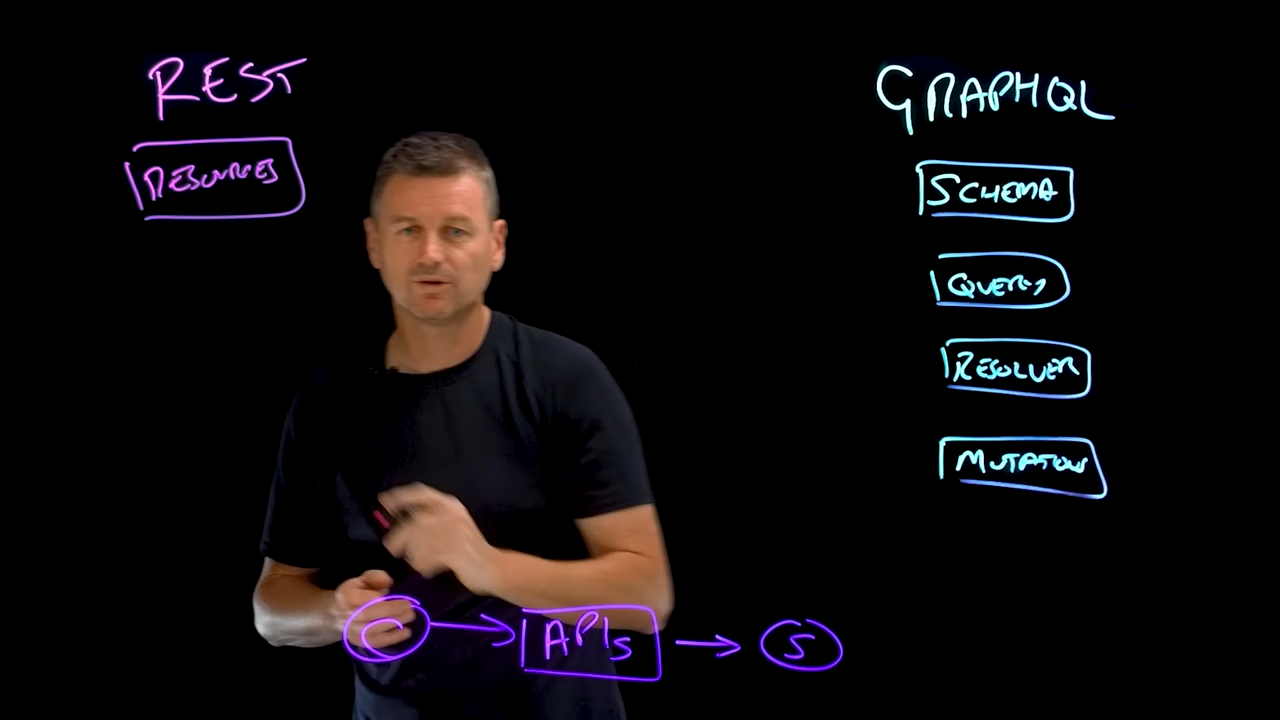 REST
RESOURCES
GRAPHQL
SCHEMA
QUERY
RESOLVER
MUTATION
C
APIs
S